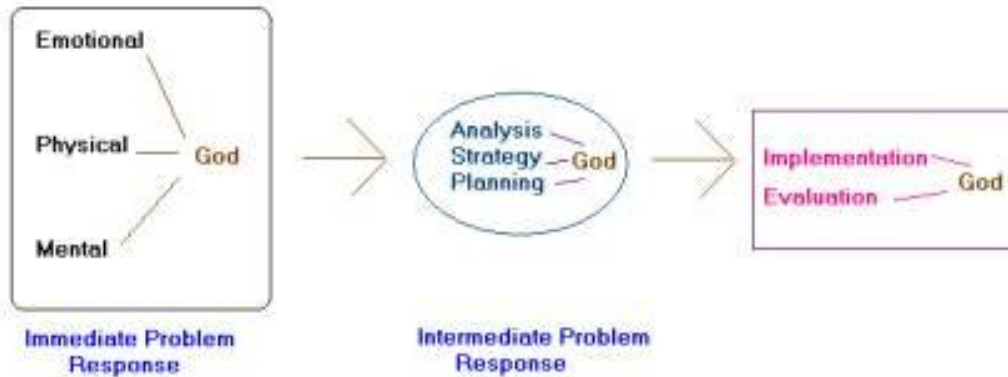 Emotional
Physical
God
Mental
Immediate Problem
Response
Analysis
Strategy
God
Planning
Intermediate Problem
Response
Implementation
God
Evaluation